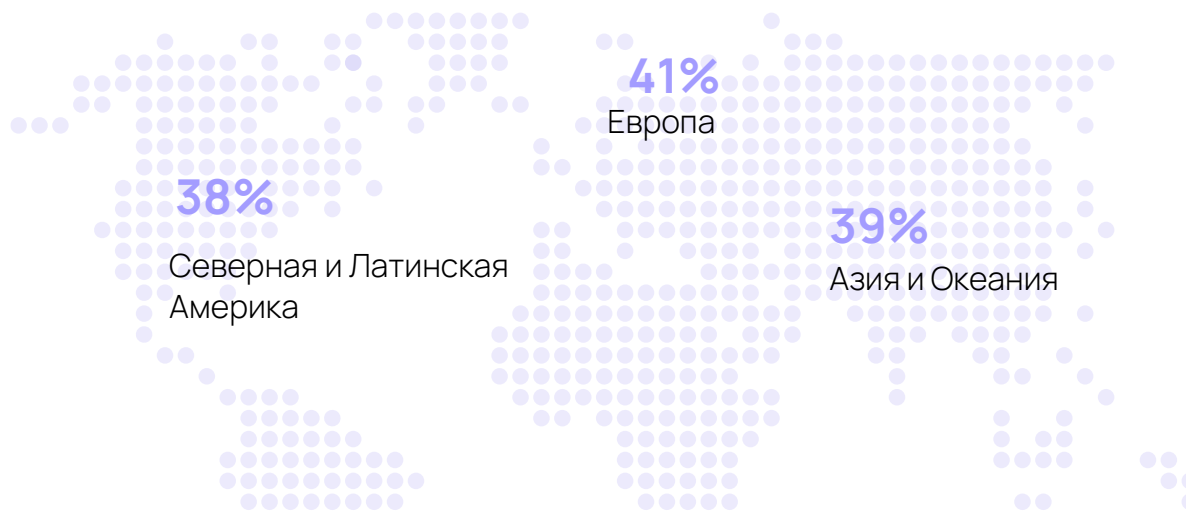 41%
Европа
38%
Северная и Латинская
Америка
39%
Азия и Океания